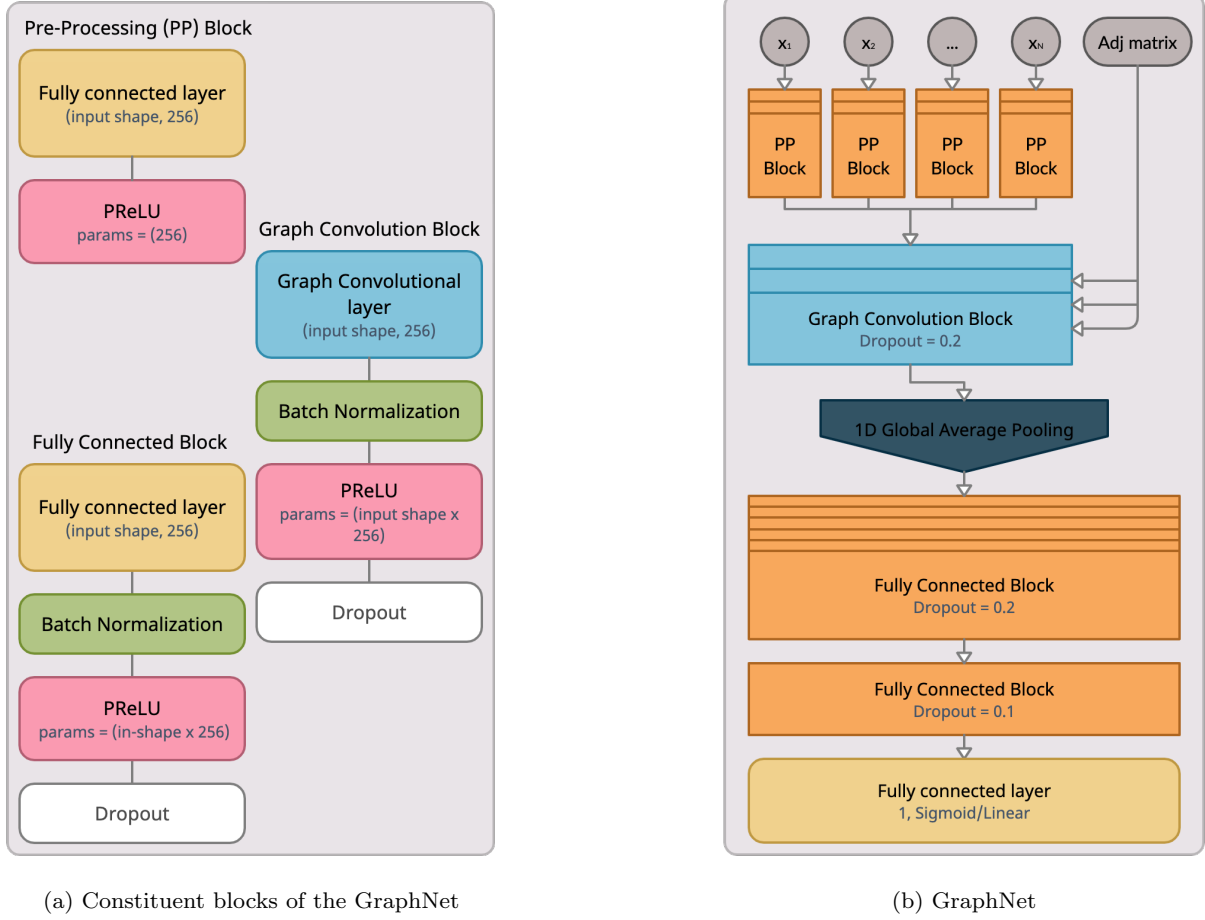 Pre-Processing (PP) Block
Fully connected layer
(input shape, 256)
PReLU
params = (256)
Graph Convolution Block
Graph Convolutional
layer
(input shape, 256)
Batch Normalization
PReLU
params = (input shape x
256)
Dropout
Fully Connected Block
Fully connected layer
(input shape, 256)
Batch Normalization
PReLU
params = (in-shape x 256)
Dropout
(a) Constituent blocks of the GraphNet
x₁ x₂ ... x_N Adj matrix
PP PP PP PP
Block Block Block Block
Graph Convolution Block
Dropout = 0.2
1D Global Average Pooling
Fully Connected Block
Dropout = 0.2
Fully Connected Block
Dropout = 0.1
Fully connected layer
1, Sigmoid/Linear
(b) GraphNet